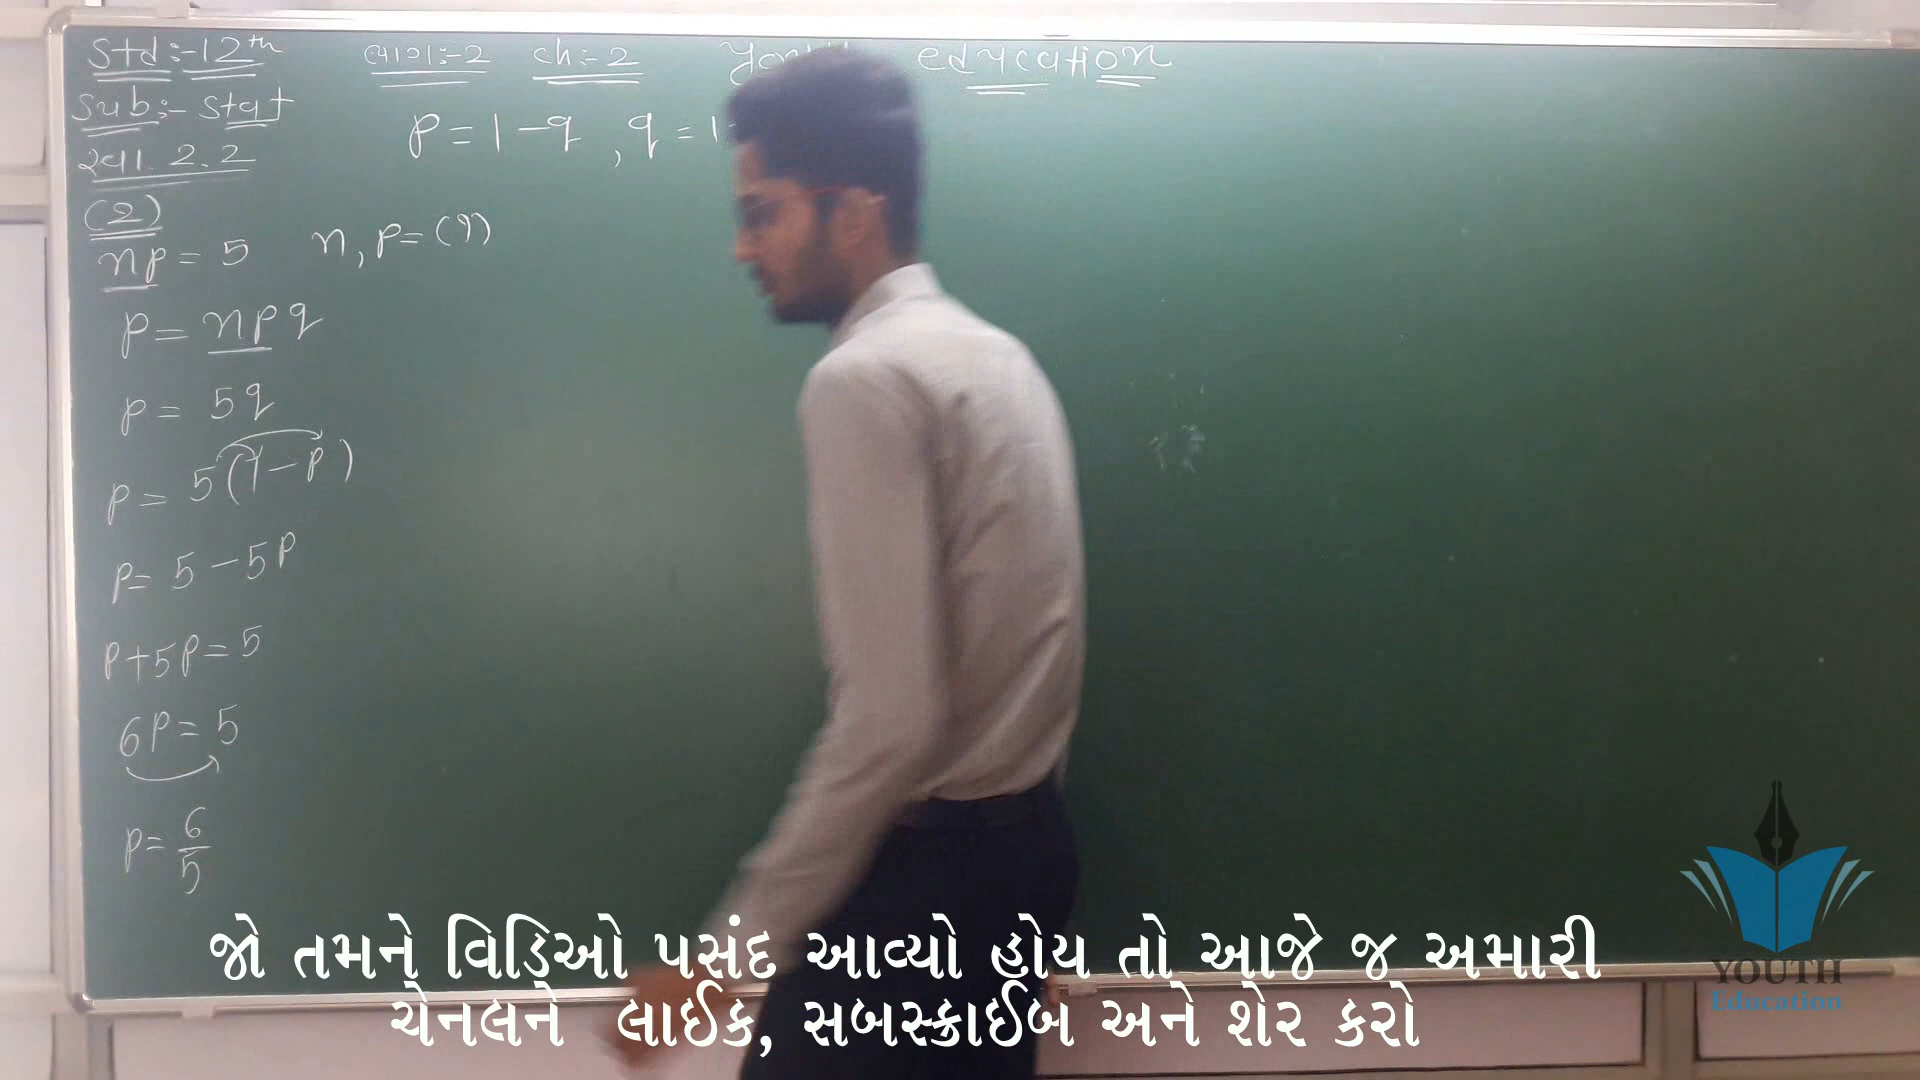 Std:- 12th ભાગ:-2 ch:-2 education
Sub:- Stat
સ્વા. 2.2
P = 1 - q , q = 1
(2)
np = 5 n, p = (?)
p = npq
p = 5q
p = 5(1-p)
p = 5 - 5p
p + 5p = 5
6p = 5
p = 6/5
જો તમને વિડિઓ પસંદ આવ્યો હોય તો આજે જ અમારી
ચેનલને લાઈક, સબસ્ક્રાઈબ અને શેર કરો
YOUTH
Education